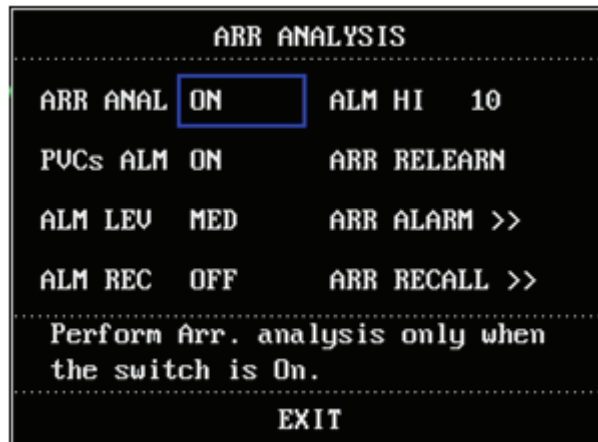 ARR ANALYSIS
ARR ANAL ON ALM HI 10
PVCs ALM ON ARR RELEARN
ALM LEV MED ARR ALARM >>
ALM REC OFF ARR RECALL >>
Perform Arr. analysis only when
the switch is On.
EXIT